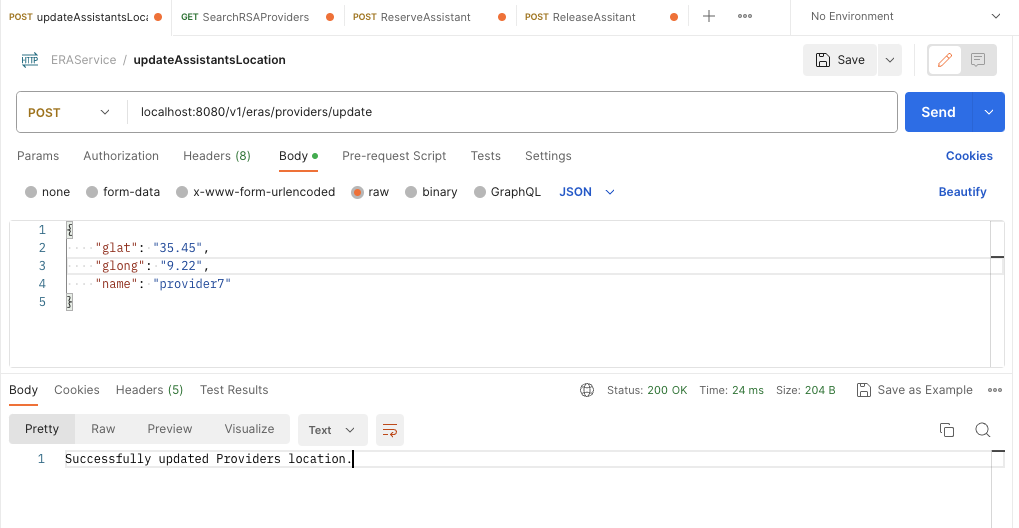 POST updateAssistantsLoca GET SearchRSAProviders POST ReserveAssistant POST ReleaseAssitant No Environment
HTTP ERAService / updateAssistantsLocation Save
POST localhost:8080/v1/eras/providers/update Send
Params Authorization Headers (8) Body Pre-request Script Tests Settings Cookies
none form-data x-www-form-urlencoded raw binary GraphQL JSON Beautify
1 {
2 "glat": "35.45",
3 "glong": "9.22",
4 "name": "provider7"
5 }
Body Cookies Headers (5) Test Results Status: 200 OK Time: 24 ms Size: 204 B Save as Example
Pretty Raw Preview Visualize Text
1 Successfully updated Providers location.